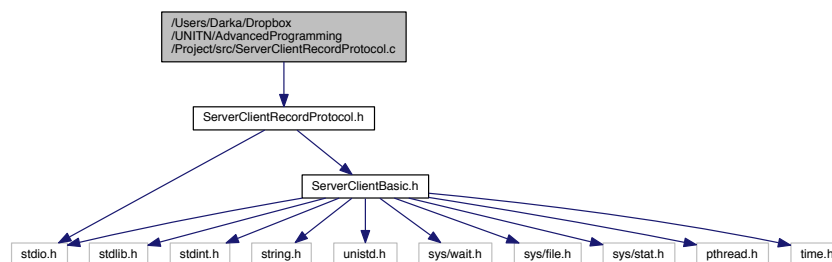 /Users/Darka/Dropbox
/UNITN/AdvancedProgramming
/Project/src/ServerClientRecordProtocol.c
ServerClientRecordProtocol.h
ServerClientBasic.h
stdio.h stdlib.h stdint.h string.h unistd.h sys/wait.h sys/file.h sys/stat.h pthread.h time.h